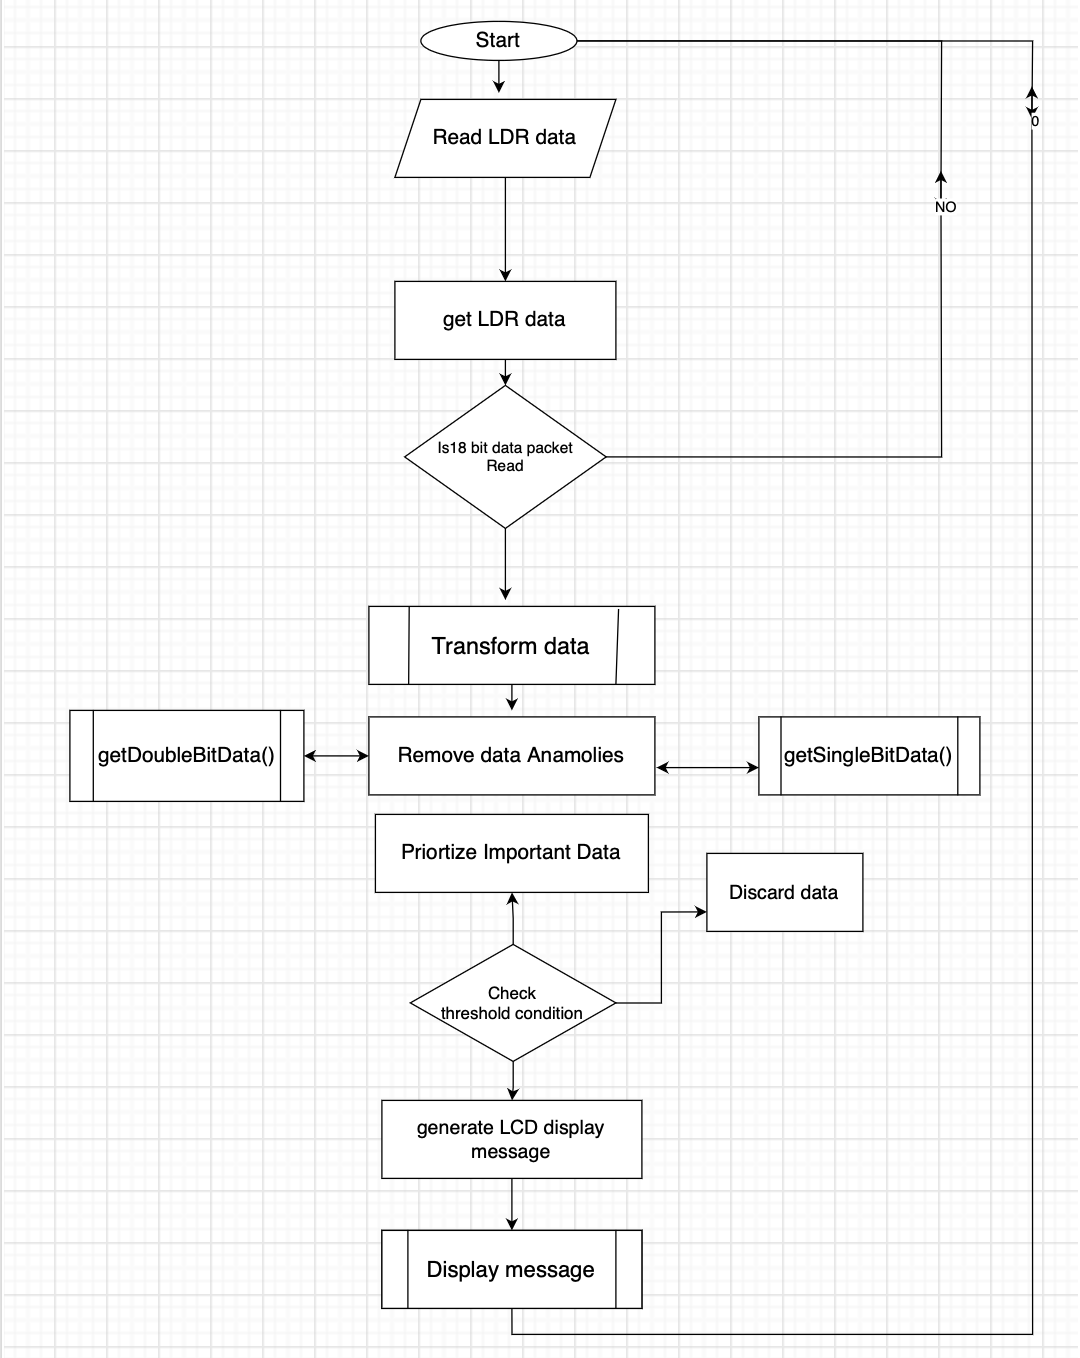 Start
Read LDR data
0
NO
get LDR data
Is18 bit data packet
Read
Transform data
getDoubleBitData()
Remove data Anamolies
getSingleBitData()
Priortize Important Data
Discard data
Check
threshold condition
generate LCD display
message
Display message